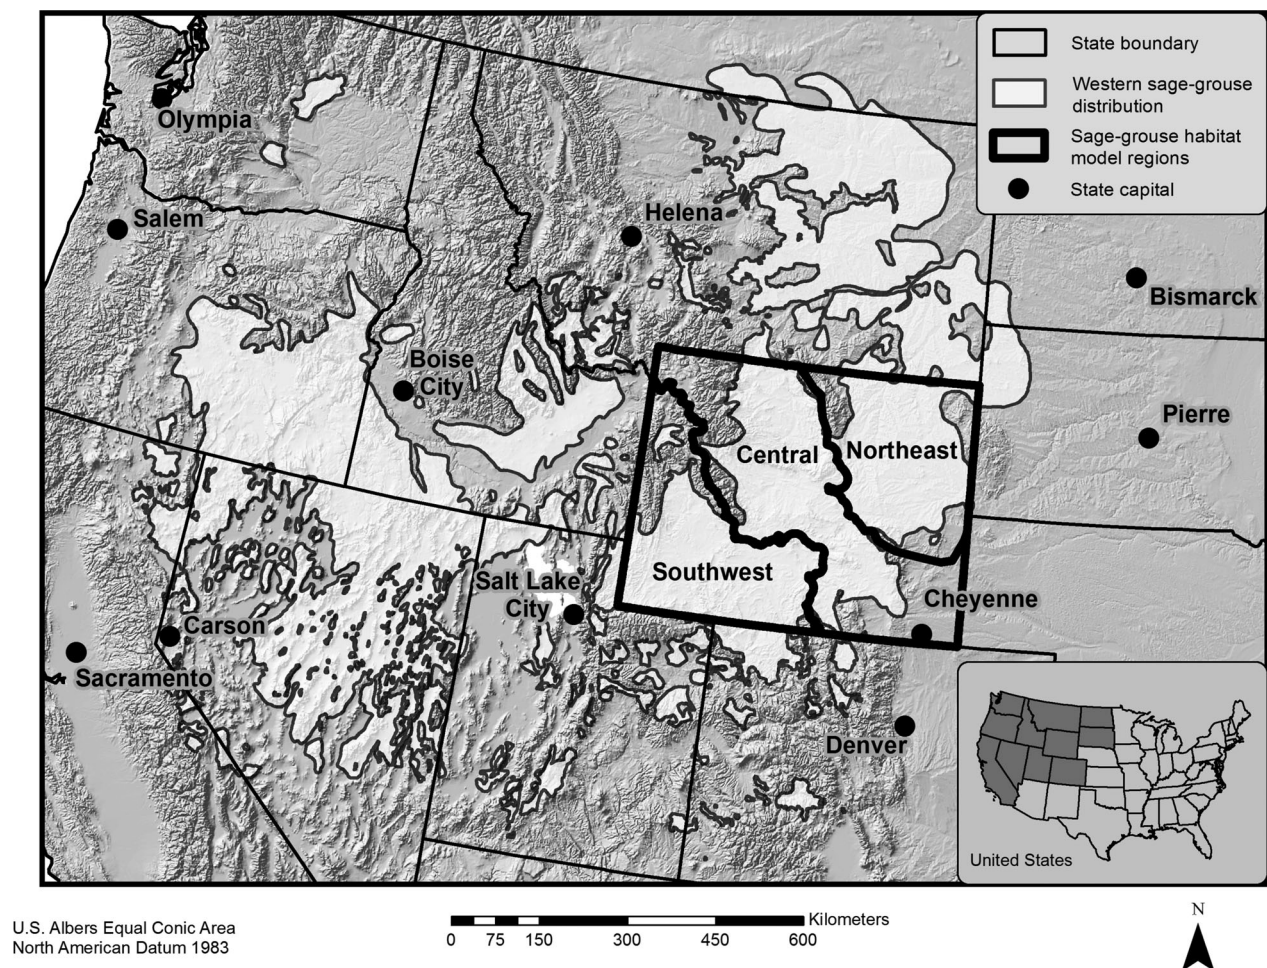 State boundary
Western sage-grouse
distribution
Sage-grouse habitat
model regions
State capital
Olympia
Salem
Helena
Bismarck
Boise
City
Pierre
Central
Northeast
Southwest
Salt Lake
City
Cheyenne
Carson
Sacramento
Denver
United States
U.S. Albers Equal Conic Area
North American Datum 1983
Kilometers
0 75 150 300 450 600
N